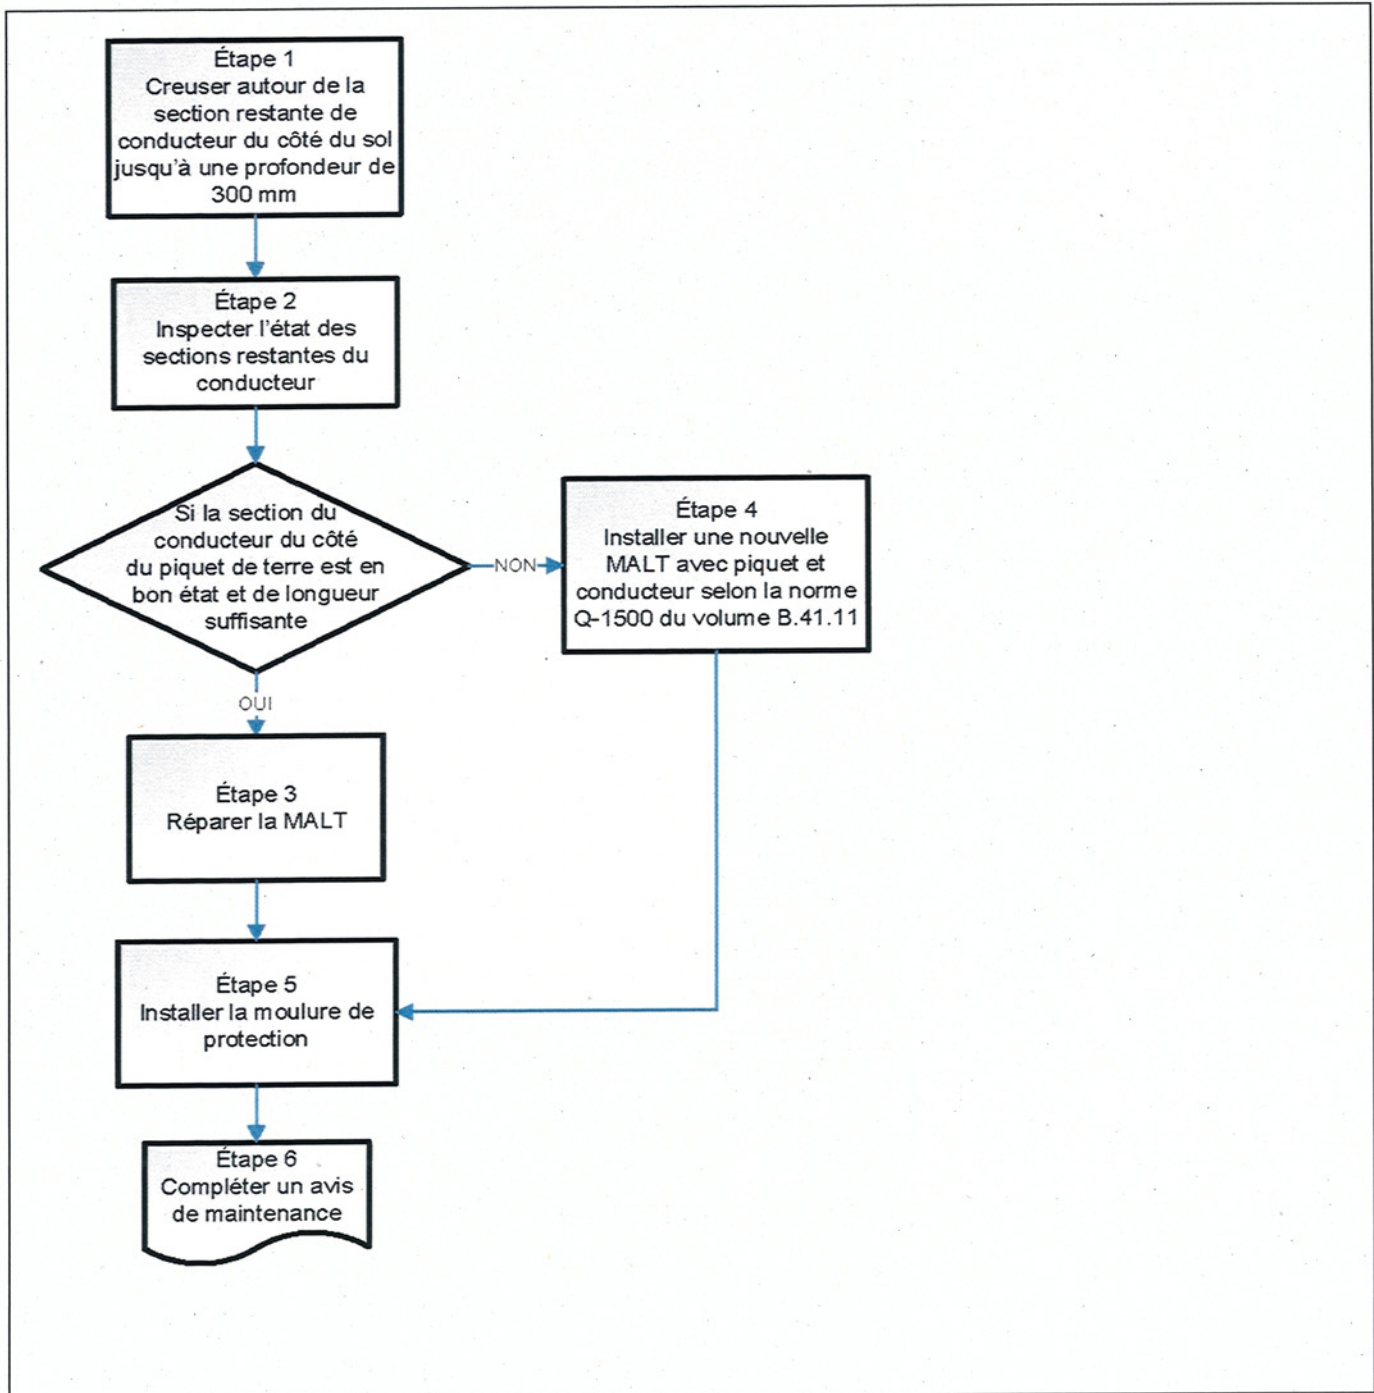 Étape 1
Creuser autour de la
section restante de
conducteur du côté du sol
jusqu'à une profondeur de
300 mm
Étape 2
Inspecter l'état des
sections restantes du
conducteur
Si la section du
conducteur du côté
du piquet de terre est en
bon état et de longueur
suffisante
NON
Étape 4
Installer une nouvelle
MALT avec piquet et
conducteur selon la norme
Q-1500 du volume B.41.11
OUI
Étape 3
Réparer la MALT
Étape 5
Installer la moulure de
protection
Étape 6
Compléter un avis
de maintenance